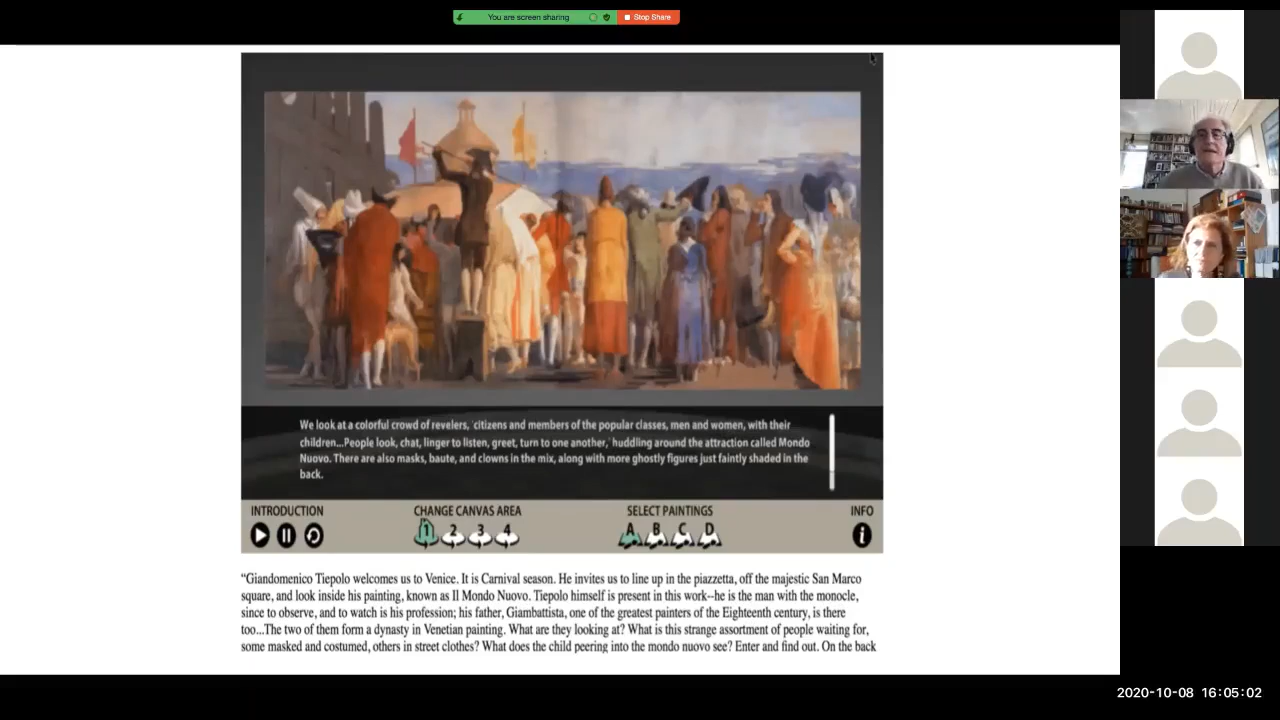 You are screen sharing
Stop Share
We look at a colorful crowd of revelers, 'citizens and members of the popular classes, men and women, with their
children...People look, chat, linger to listen, greet, turn to one another,' huddling around the attraction called Mondo
Nuovo. There are also masks, baute, and clowns in the mix, along with more ghostly figures just faintly shaded in the
back.
INTRODUCTION
CHANGE CANVAS AREA
SELECT PAINTINGS
INFO
1 2 3 4
A B C D
i
“Giandomenico Tiepolo welcomes us to Venice. It is Carnival season. He invites us to line up in the piazzetta, off the majestic San Marco
square, and look inside his painting, known as Il Mondo Nuovo. Tiepolo himself is present in this work--he is the man with the monocle,
since to observe, and to watch is his profession; his father, Giambattista, one of the greatest painters of the Eighteenth century, is there
too...The two of them form a dynasty in Venetian painting. What are they looking at? What is this strange assortment of people waiting for,
some masked and costumed, others in street clothes? What does the child peering into the mondo nuovo see? Enter and find out. On the back
2020-10-08 16:05:02